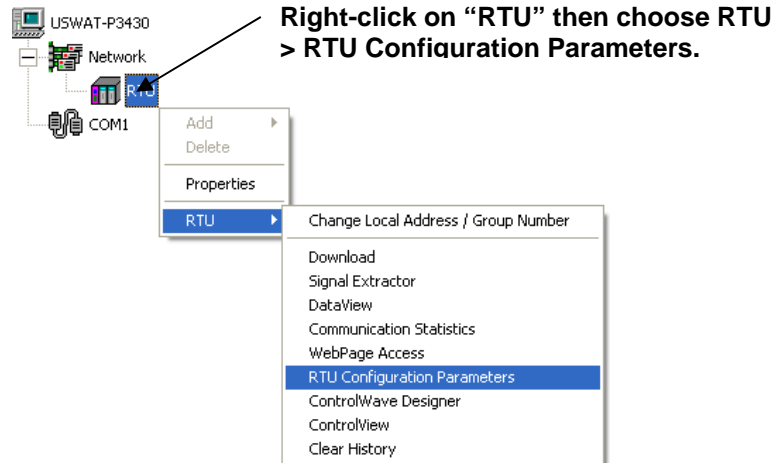 USWAT-P3430
Right-click on “RTU” then choose RTU
> RTU Configuration Parameters.
Network
RTU
COM1
Add
Delete
Properties
RTU
Change Local Address / Group Number
Download
Signal Extractor
DataView
Communication Statistics
WebPage Access
RTU Configuration Parameters
ControlWave Designer
ControlView
Clear History